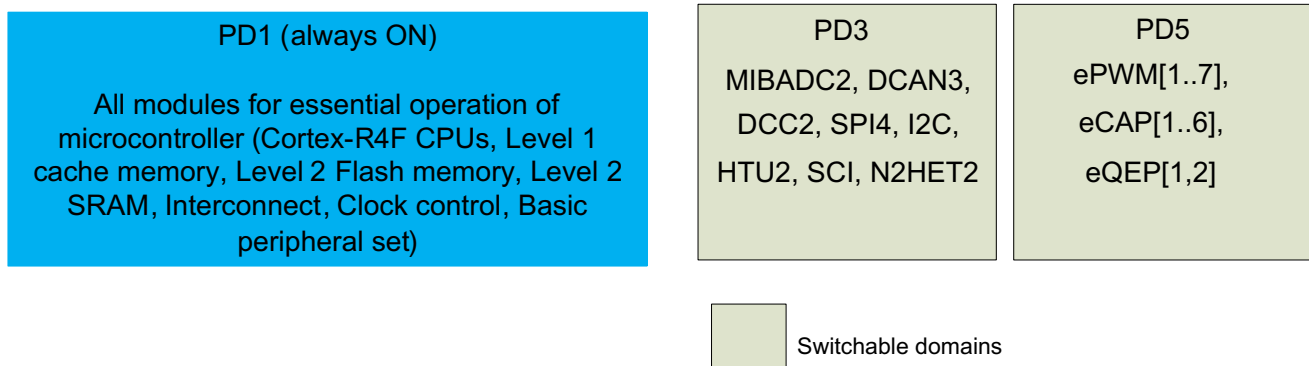 PD1 (always ON)
All modules for essential operation of
microcontroller (Cortex-R4F CPUs, Level 1
cache memory, Level 2 Flash memory, Level 2
SRAM, Interconnect, Clock control, Basic
peripheral set)
PD3
MIBADC2, DCAN3,
DCC2, SPI4, I2C,
HTU2, SCI, N2HET2
PD5
ePWM[1..7],
eCAP[1..6],
eQEP[1,2]
Switchable domains